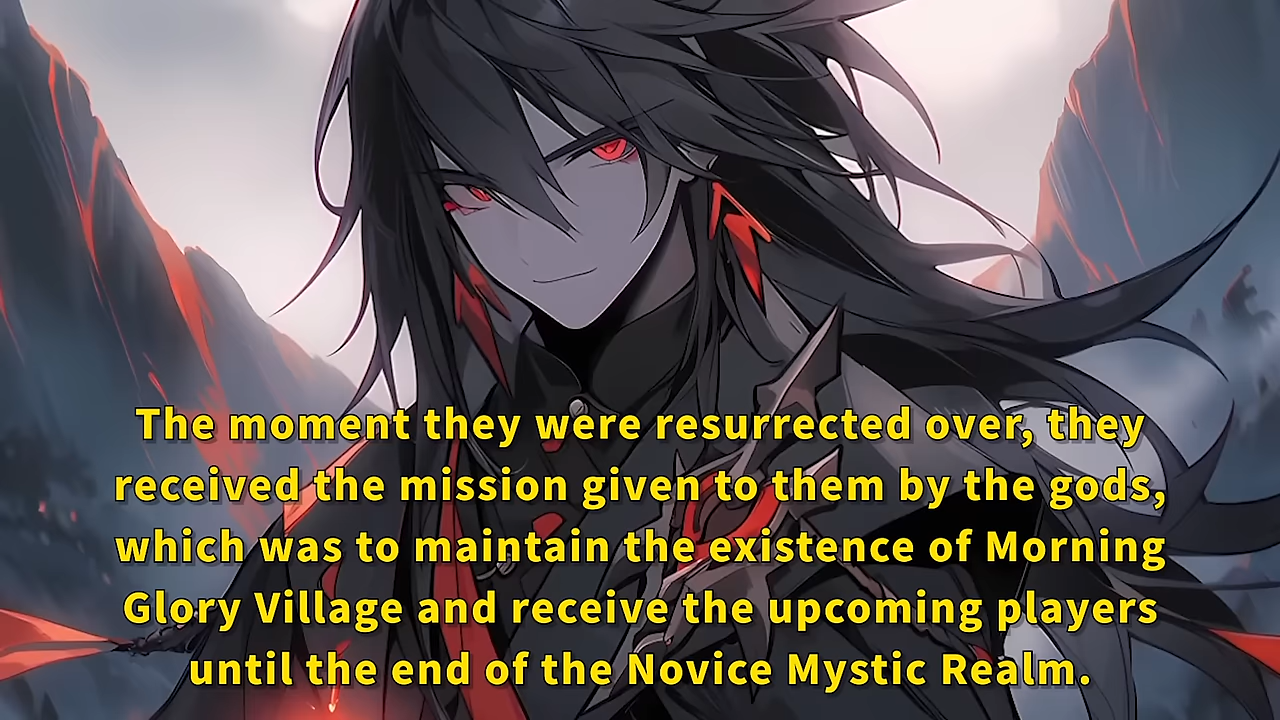 The moment they were resurrected over, they
received the mission given to them by the gods,
which was to maintain the existence of Morning
Glory Village and receive the upcoming players
until the end of the Novice Mystic Realm.